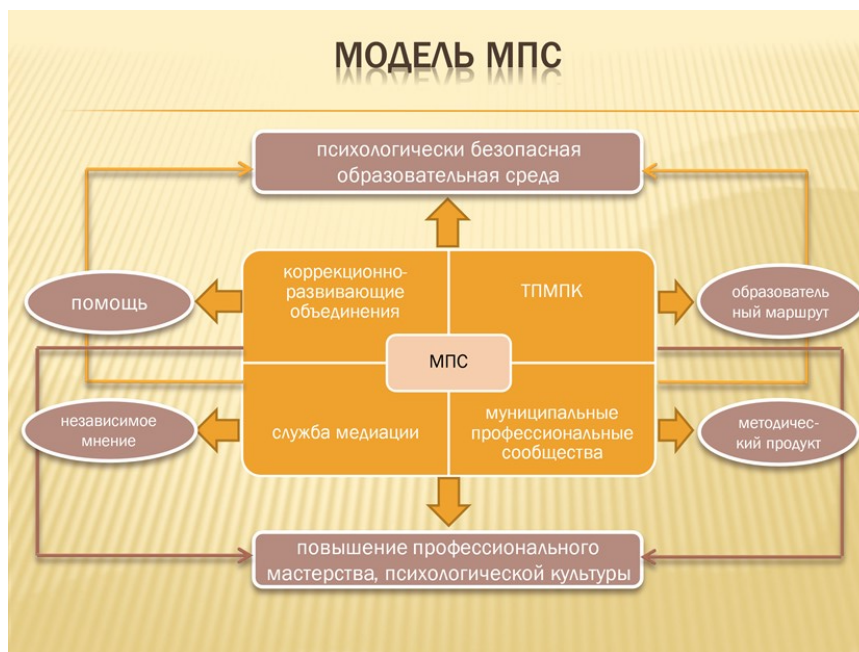 МОДЕЛЬ МПС
психологически безопасная
образовательная среда
коррекционно-
развивающие
объединения
ТПМПК
помощь
образователь
ный маршрут
МПС
независимое
мнение
служба медиации
муниципальные
профессиональные
сообщества
методичес-
кий продукт
повышение профессионального
мастерства, психологической культуры